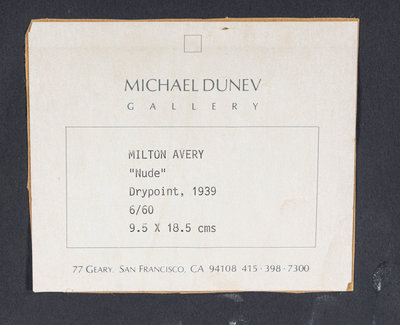 MICHAEL DUNEV
GALLERY
MILTON AVERY
"Nude"
Drypoint, 1939
6/60
9.5 X 18.5 cms
77 GEARY. SAN FRANCISCO, CA 94108 415·398·7300